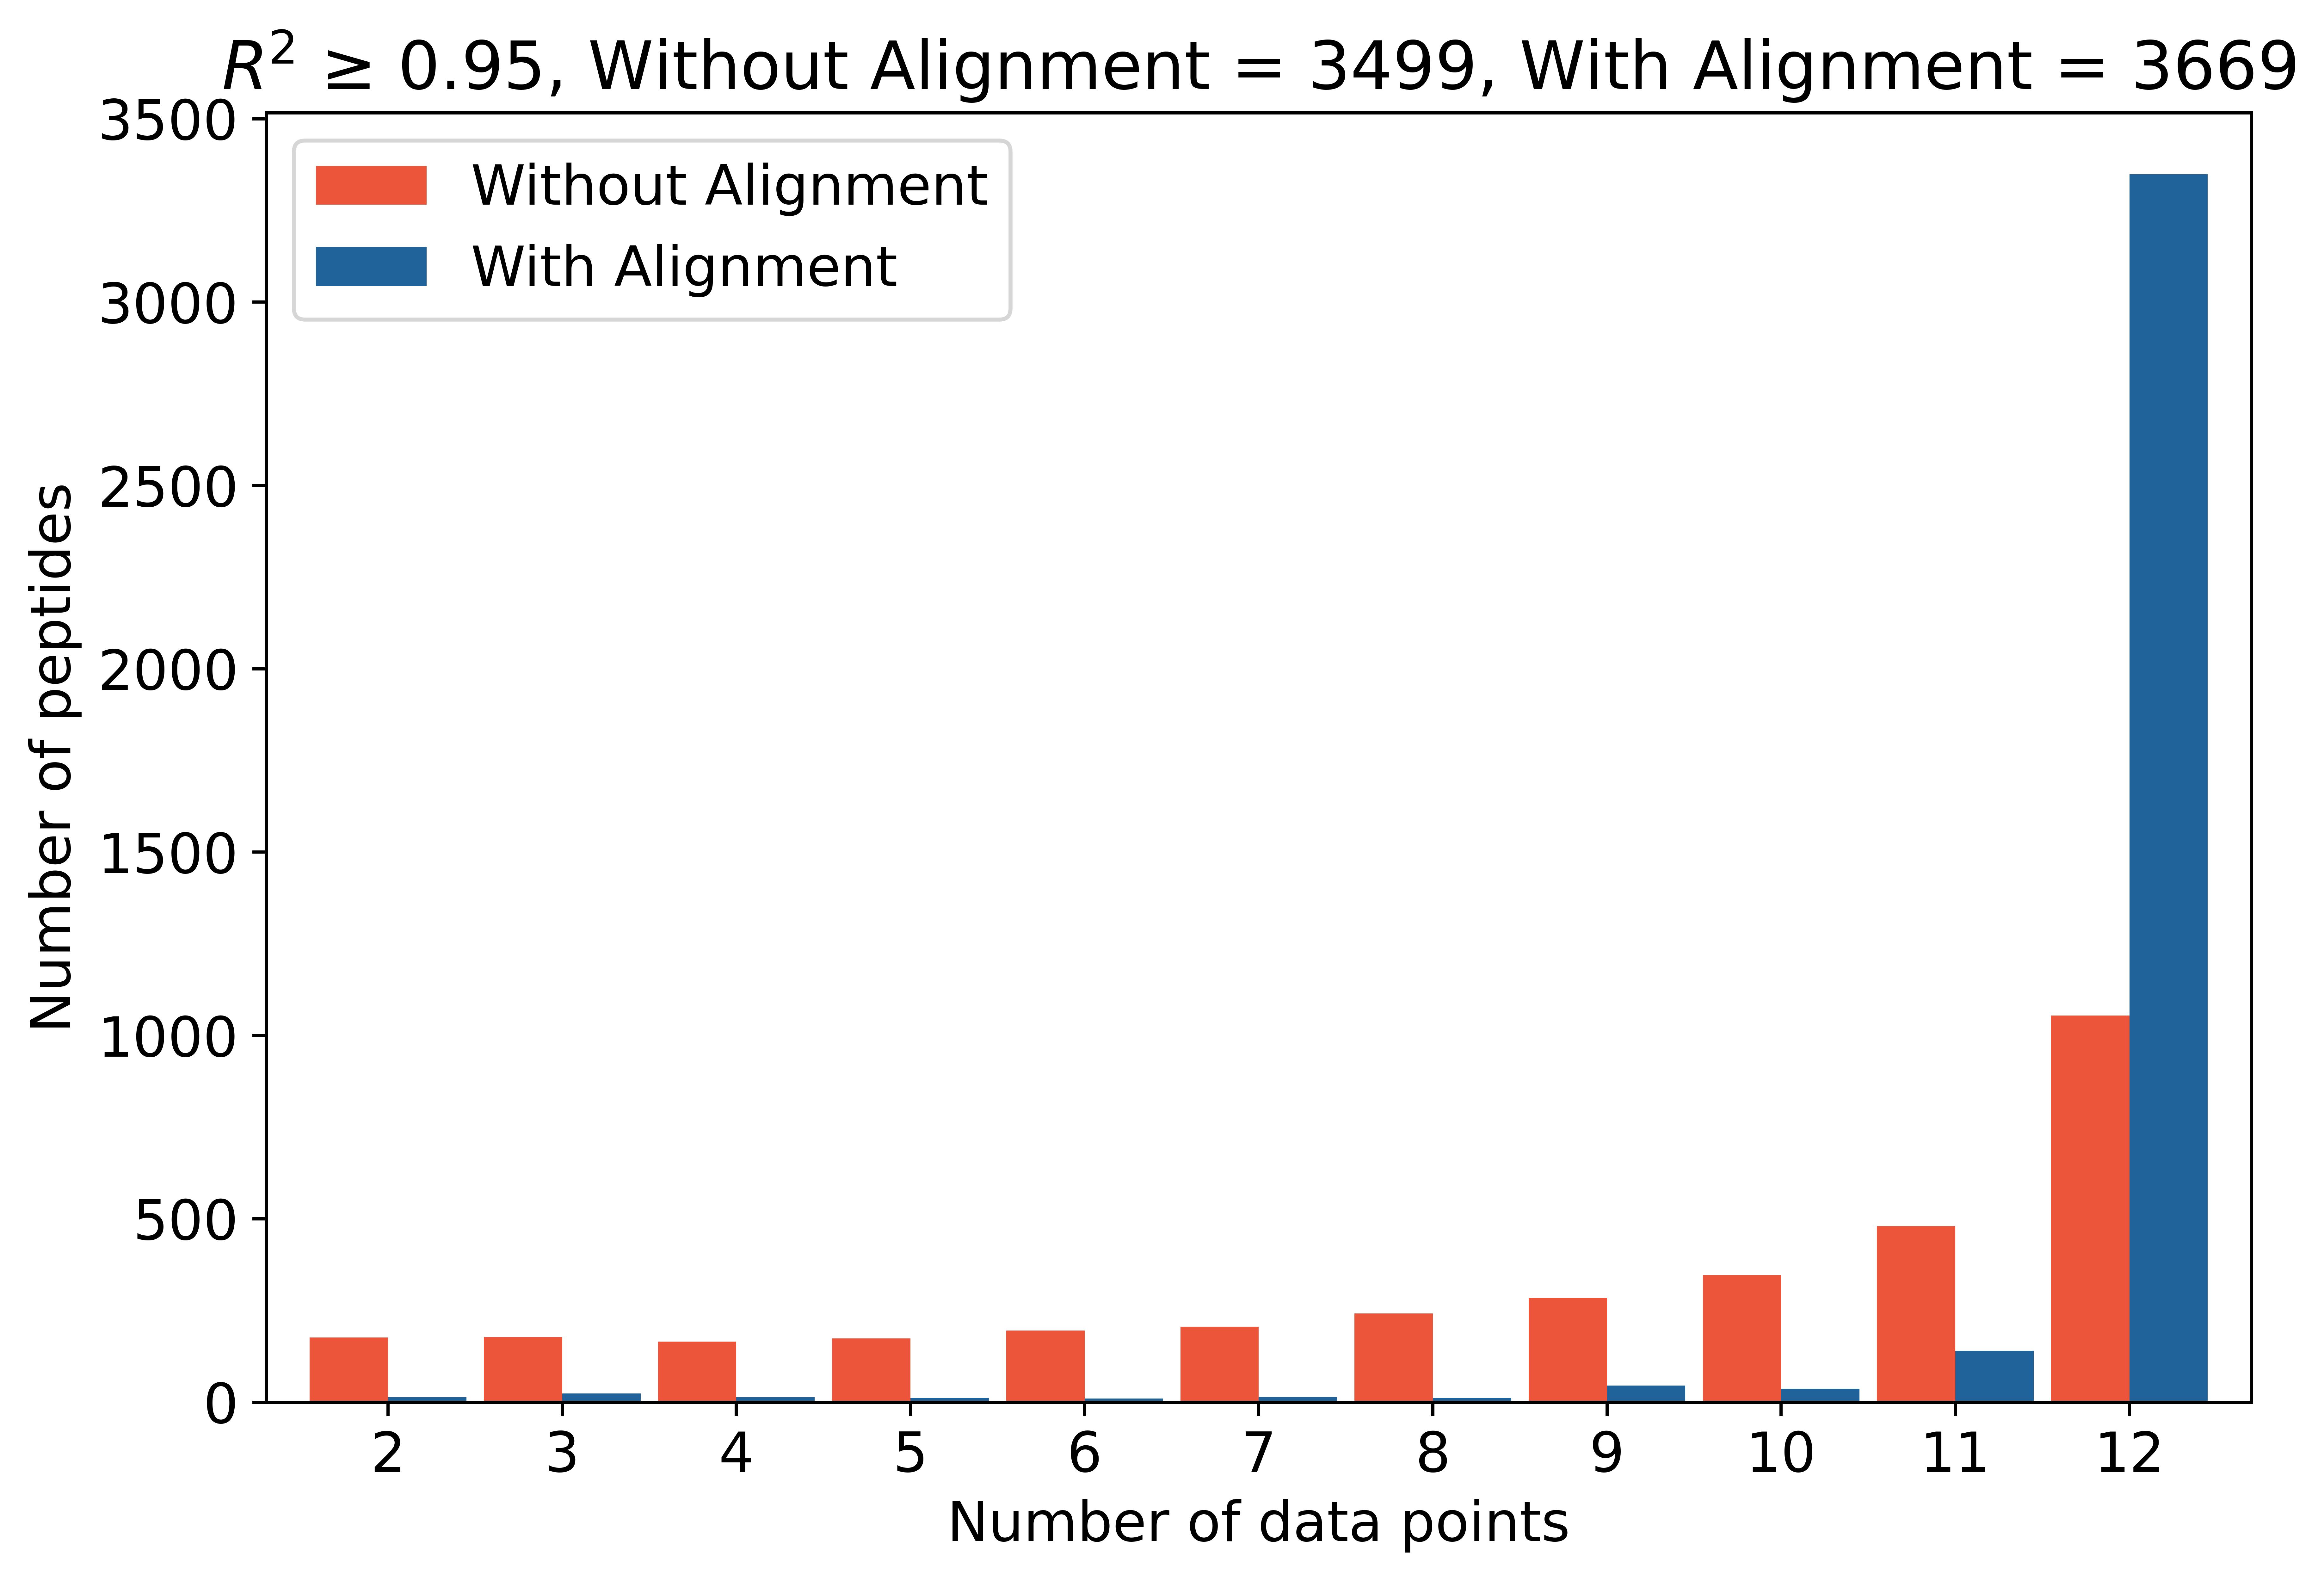 R² ≥ 0.95, Without Alignment = 3499, With Alignment = 3669
Without Alignment
With Alignment
Number of peptides
3500
3000
2500
2000
1500
1000
500
0
2 3 4 5 6 7 8 9 10 11 12
Number of data points